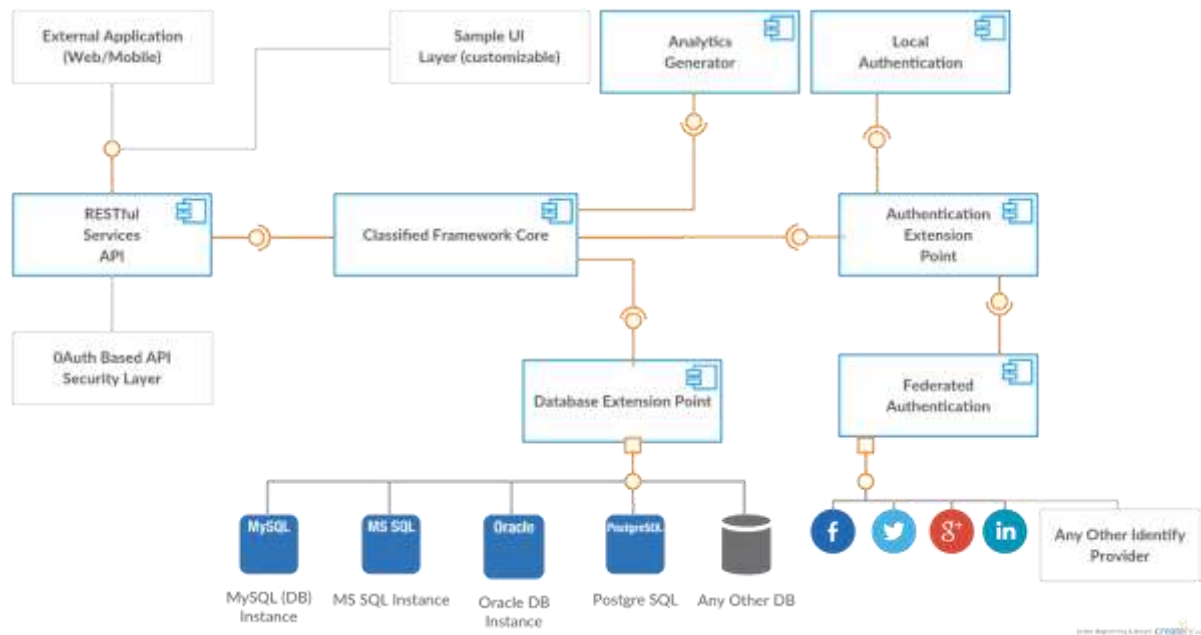 External Application
(Web/Mobile)
Sample UI
Layer (customizable)
Analytics
Generator
Local
Authentication
RESTful
Services
API
Classified Framework Core
Authentication
Extension
Point
0Auth Based API
Security Layer
Database Extension Point
Federated
Authentication
MySQL
MS SQL
Oracle
PostgreSQL
f
g+
in
Any Other Identify
Provider
MySQL (DB)
Instance
MS SQL Instance
Oracle DB
Instance
Postgre SQL
Any Other DB